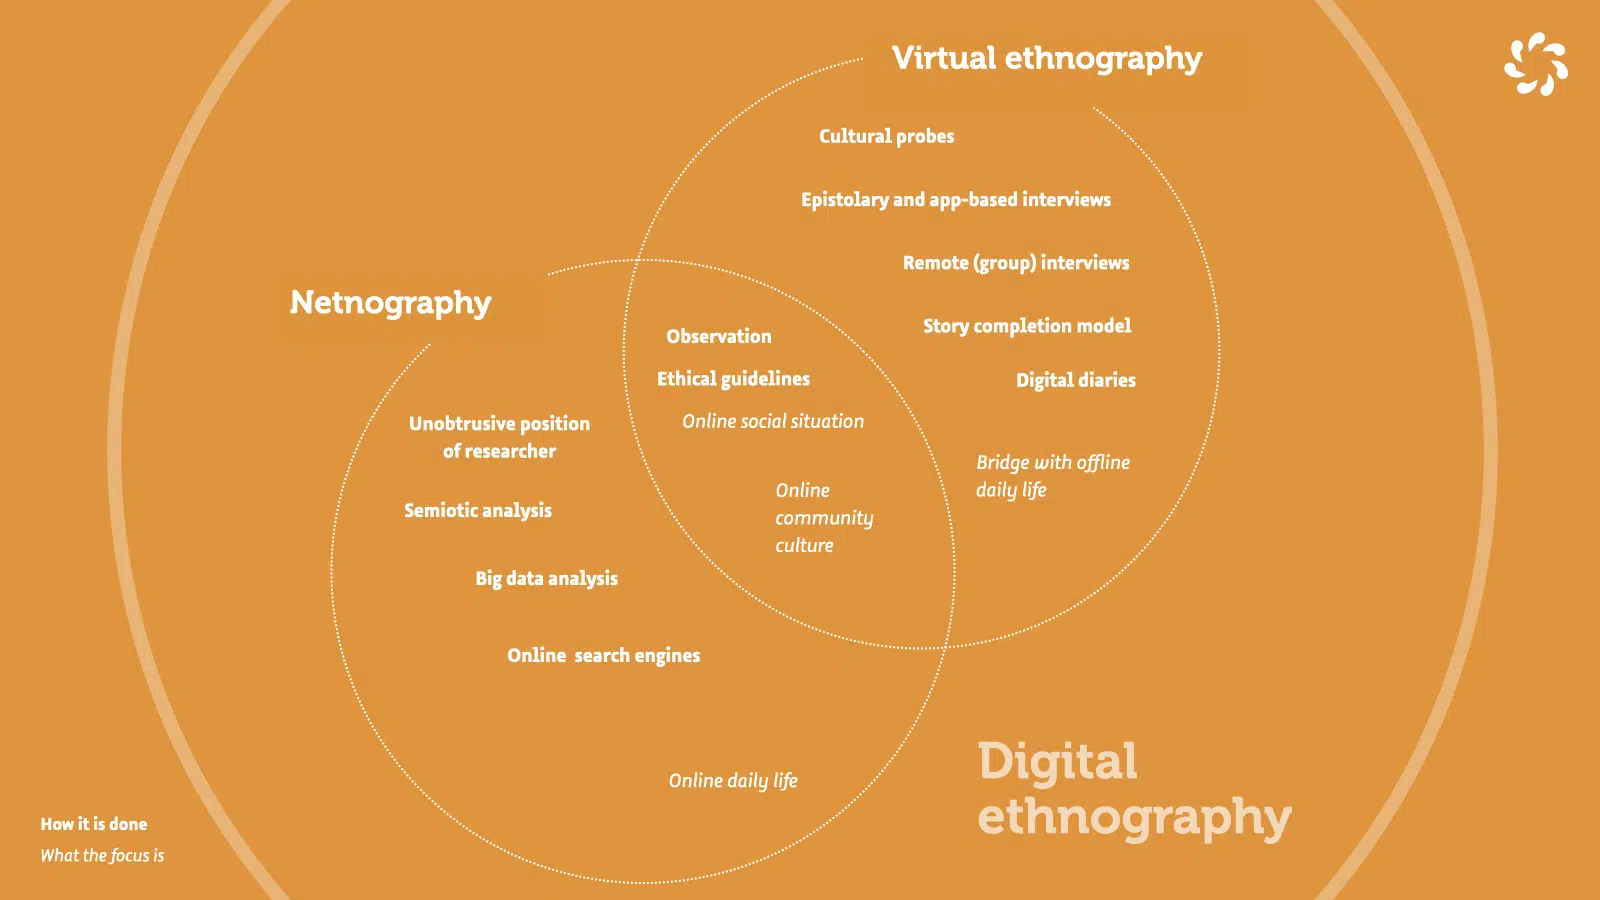 Virtual ethnography
Cultural probes
Epistolary and app-based interviews
Remote (group) interviews
Story completion model
Digital diaries
Bridge with offline
daily life
Netnography
Observation
Ethical guidelines
Online social situation
Online
community
culture
Unobtrusive position
of researcher
Semiotic analysis
Big data analysis
Online search engines
Online daily life
Digital
ethnography
How it is done
What the focus is